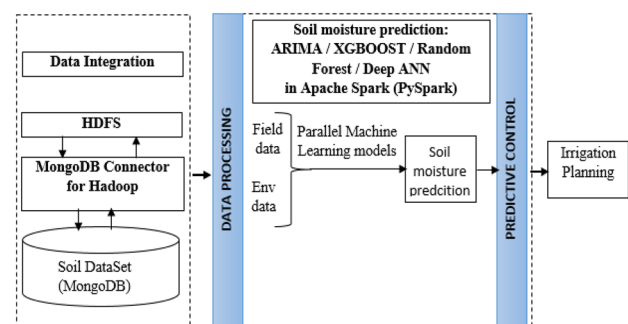 Data Integration
HDFS
MongoDB Connector
for Hadoop
Soil DataSet
(MongoDB)
DATA PROCESSING
Soil moisture prediction:
ARIMA / XGBOOST / Random
Forest / Deep ANN
in Apache Spark (PySpark)
Field
data
Env
data
Parallel Machine
Learning models
Soil
moisture
predcition
PREDICTIVE CONTROL
Irrigation
Planning